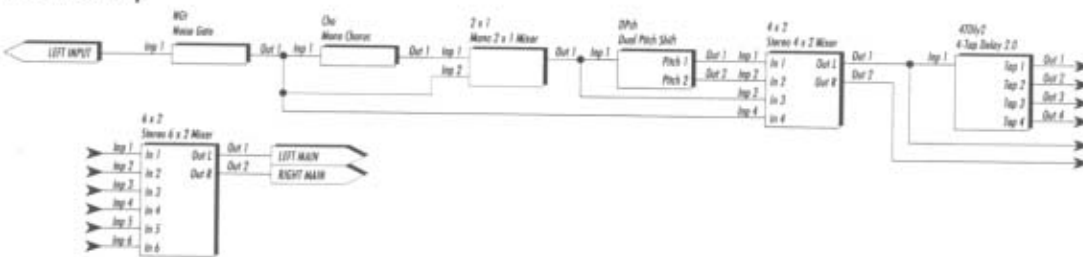 NGt
Noise Gate
LEFT INPUT
Inp 1
Out 1
Cho
Mono Chorus
Inp 1
Out 1
2 x 1
Mono 2 x 1 Mixer
Inp 1
Inp 2
Out 1
DPch
Dual Pitch Shift
Inp 1
Pitch 1
Pitch 2
Out 1
Out 2
4 x 2
Stereo 4 x 2 Mixer
Inp 1
Inp 2
Inp 3
Inp 4
In 1
In 2
In 3
In 4
Out L
Out R
Out 1
Out 2
4TDly2
4-Tap Delay 2.0
Inp 1
Tap 1
Tap 2
Tap 3
Tap 4
Out 1
Out 2
Out 3
Out 4
6 x 2
Stereo 6 x 2 Mixer
Inp 1
Inp 2
Inp 3
Inp 4
Inp 5
Inp 6
In 1
In 2
In 3
In 4
In 5
In 6
Out L
Out R
Out 1
Out 2
LEFT MAIN
RIGHT MAIN